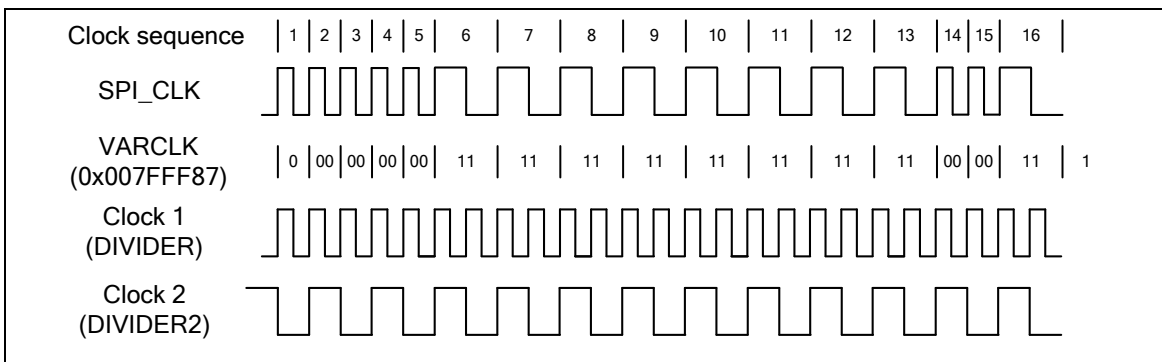 Clock sequence 1 2 3 4 5 6 7 8 9 10 11 12 13 14 15 16
SPI_CLK
VARCLK
(0x007FFF87)
0 00 00 00 00 11 11 11 11 11 11 11 11 00 00 11 1
Clock 1
(DIVIDER)
Clock 2
(DIVIDER2)